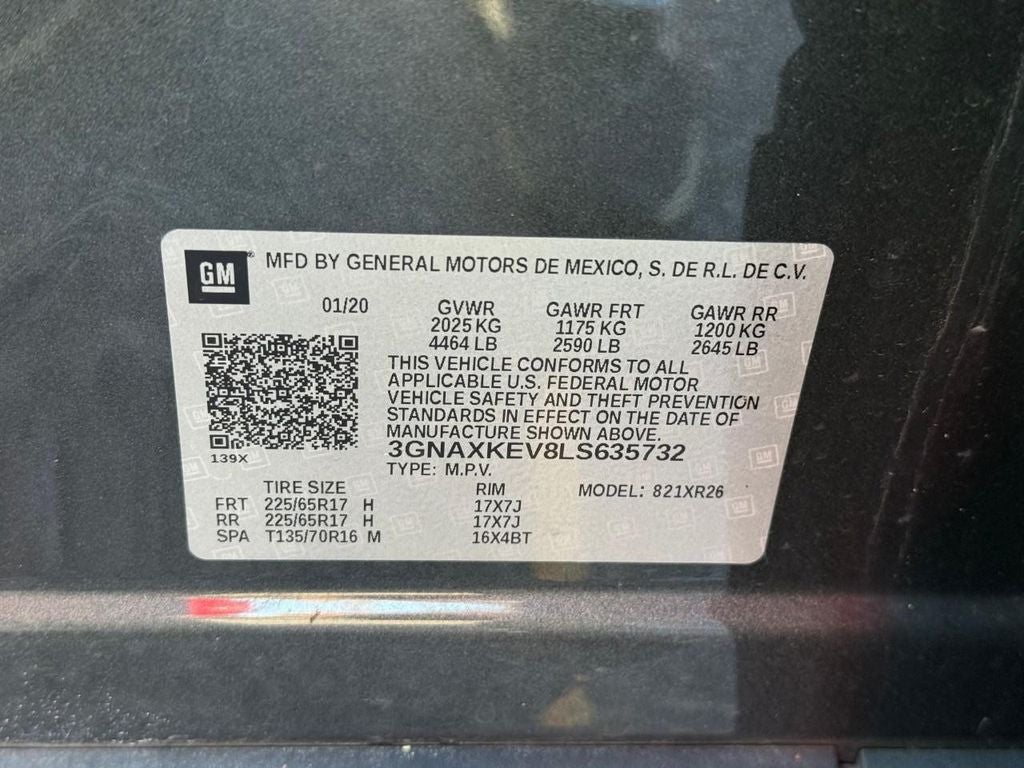 GM ® MFD BY GENERAL MOTORS DE MEXICO, S. DE R.L. DE C.V.
01/20 GVWR GAWR FRT GAWR RR
2025 KG 1175 KG 1200 KG
4464 LB 2590 LB 2645 LB
THIS VEHICLE CONFORMS TO ALL
APPLICABLE U.S. FEDERAL MOTOR
VEHICLE SAFETY AND THEFT PREVENTION
STANDARDS IN EFFECT ON THE DATE OF
MANUFACTURE SHOWN ABOVE.
139X 3GNAXKEV8LS635732
TYPE: M.P.V.
TIRE SIZE RIM MODEL: 821XR26
FRT 225/65R17 H 17X7J
RR 225/65R17 H 17X7J
SPA T135/70R16 M 16X4BT